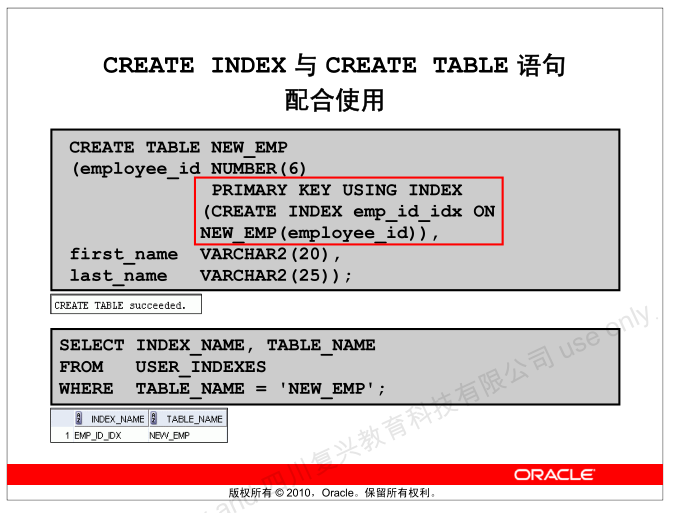 CREATE INDEX 与 CREATE TABLE 语句
配合使用
CREATE TABLE NEW_EMP
(employee_id NUMBER(6)
PRIMARY KEY USING INDEX
(CREATE INDEX emp_id_idx ON
NEW_EMP(employee_id)),
first_name VARCHAR2(20),
last_name VARCHAR2(25));
CREATE TABLE succeeded.
SELECT INDEX_NAME, TABLE_NAME
FROM USER_INDEXES
WHERE TABLE_NAME = 'NEW_EMP';
INDEX_NAME TABLE_NAME
1 EMP_ID_IDX NEW_EMP
and 四川复兴教育科技有限公司 use only.
ORACLE
版权所有 © 2010，Oracle。保留所有权利。